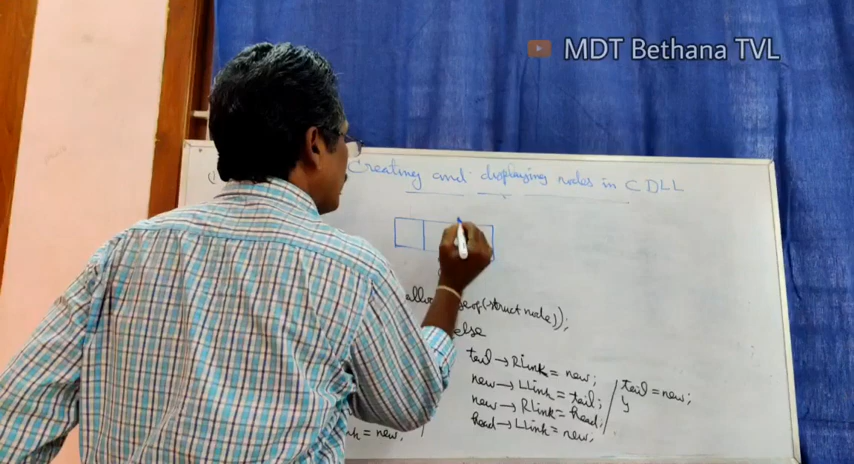 MDT Bethana TVL
Creating and displaying nodes in CDLL
(struct node));
else
tail → Rlink = new;
new → Llink = tail;
new → Rlink = head;
head → Llink = new;
tail = new;
}
= new;